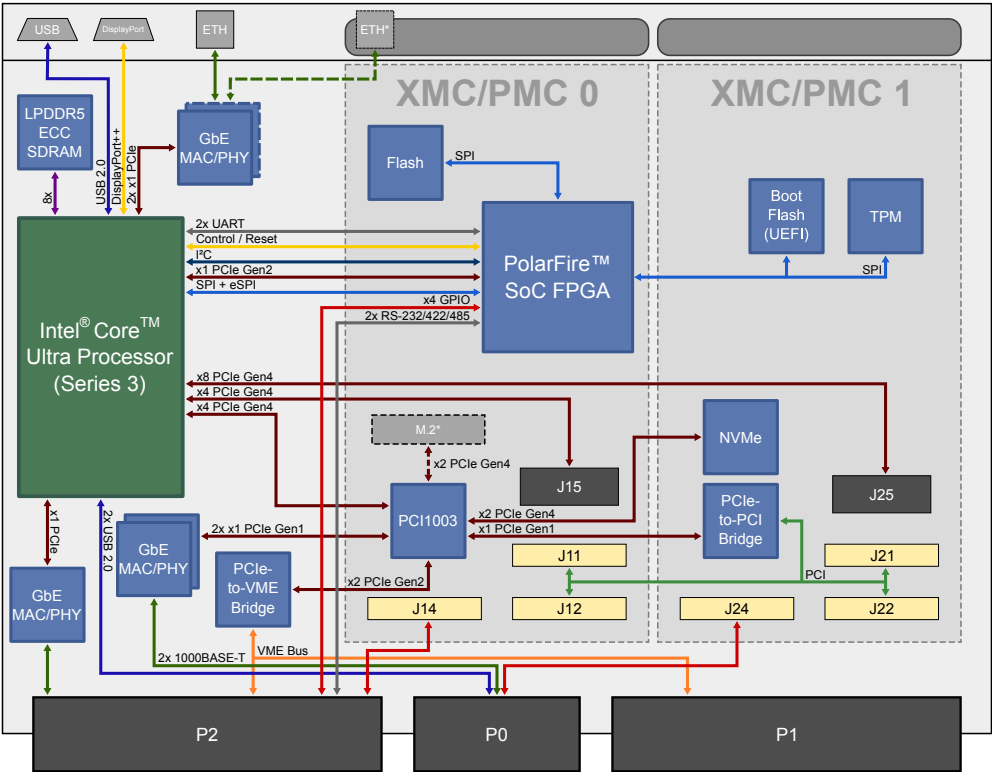 USB
DisplayPort
ETH
ETH*
XMC/PMC 0
XMC/PMC 1
LPDDR5
ECC
SDRAM
GbE
MAC/PHY
8x
USB 2.0
DisplayPort++
2x x1 PCIe
Flash
SPI
Boot
Flash
(UEFI)
TPM
SPI
PolarFire™
SoC FPGA
2x UART
Control / Reset
I²C
x1 PCIe Gen2
SPI + eSPI
x4 GPIO
2x RS-232/422/485
Intel® Core™
Ultra Processor
(Series 3)
x8 PCIe Gen4
x4 PCIe Gen4
x4 PCIe Gen4
M.2*
x2 PCIe Gen4
J15
NVMe
J25
PCI1003
x2 PCIe Gen4
x1 PCIe Gen1
PCIe-
to-PCI
Bridge
x1 PCIe
2x USB 2.0
GbE
MAC/PHY
2x x1 PCIe Gen1
GbE
MAC/PHY
PCIe-
to-VME
Bridge
x2 PCIe Gen2
J11
J21
PCI
J14
J12
J24
J22
2x 1000BASE-T
VME Bus
P2
P0
P1